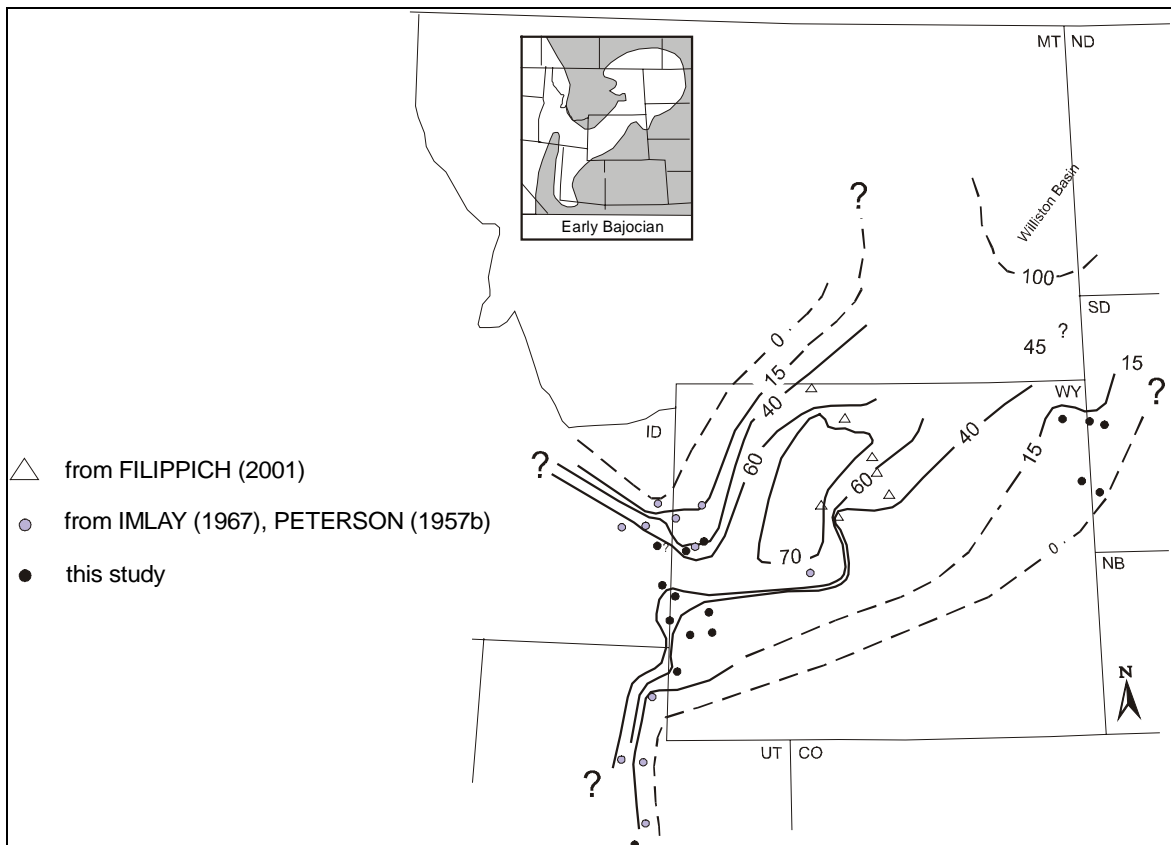 MT ND
Early Bajocian
?
Williston Basin
100
SD
0
?
45
15
15
40
WY
?
ID
60
40
15
?
60
△ from FILIPPICH (2001)
from IMLAY (1967), PETERSON (1957b)
?
70
0
NB
this study
N
UT CO
?